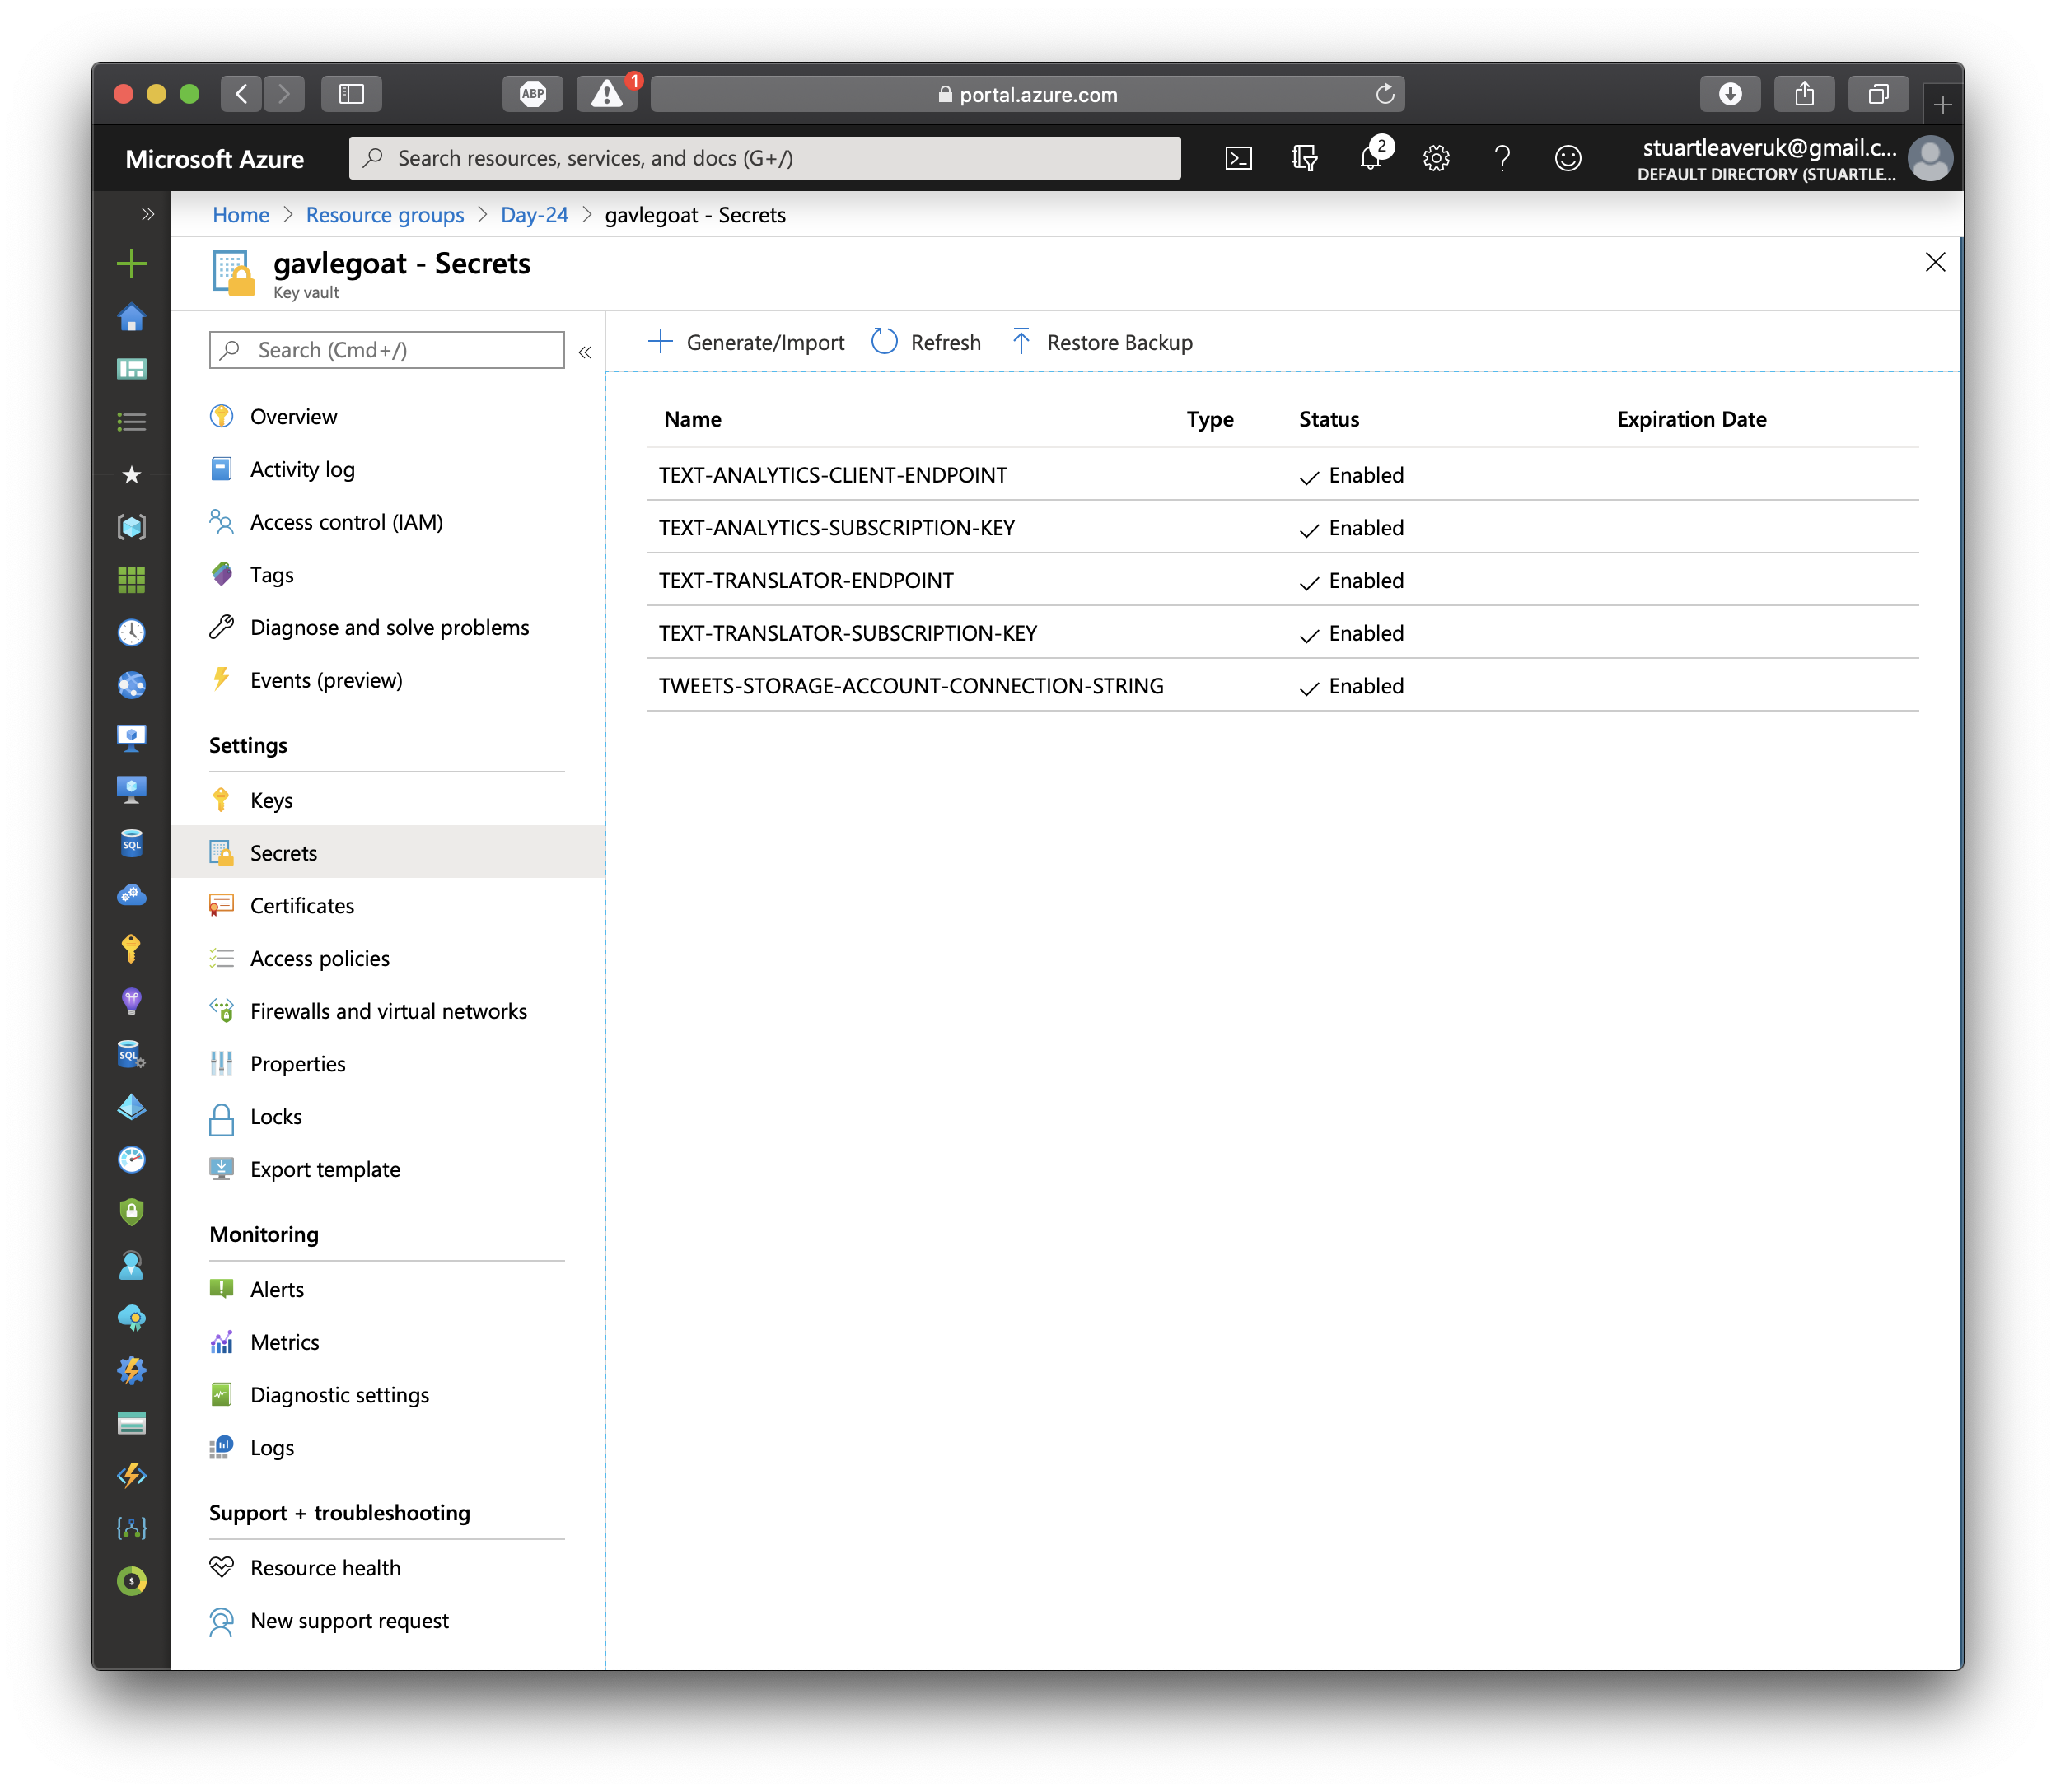 ABP
1
portal.azure.com
Microsoft Azure
Search resources, services, and docs (G+/)
2
stuartleaveruk@gmail.c...
DEFAULT DIRECTORY (STUARTLE...
Home > Resource groups > Day-24 > gavlegoat - Secrets
gavlegoat - Secrets
Key vault
Search (Cmd+/)
Overview
Activity log
Access control (IAM)
Tags
Diagnose and solve problems
Events (preview)
Settings
Keys
Secrets
Certificates
Access policies
Firewalls and virtual networks
Properties
Locks
Export template
Monitoring
Alerts
Metrics
Diagnostic settings
Logs
Support + troubleshooting
Resource health
New support request
Generate/Import Refresh Restore Backup
Name Type Status Expiration Date
TEXT-ANALYTICS-CLIENT-ENDPOINT Enabled
TEXT-ANALYTICS-SUBSCRIPTION-KEY Enabled
TEXT-TRANSLATOR-ENDPOINT Enabled
TEXT-TRANSLATOR-SUBSCRIPTION-KEY Enabled
TWEETS-STORAGE-ACCOUNT-CONNECTION-STRING Enabled
SQL
SQL